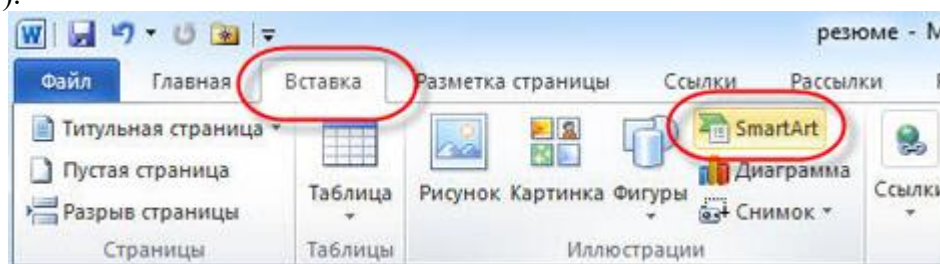 ).
резюме - M
Файл Главная Вставка Разметка страницы Ссылки Рассылки
Титульная страница
Пустая страница
Разрыв страницы
Страницы
Таблица
Таблицы
Рисунок Картинка Фигуры
SmartArt
Диаграмма
Снимок
Иллюстрации
Ссылки